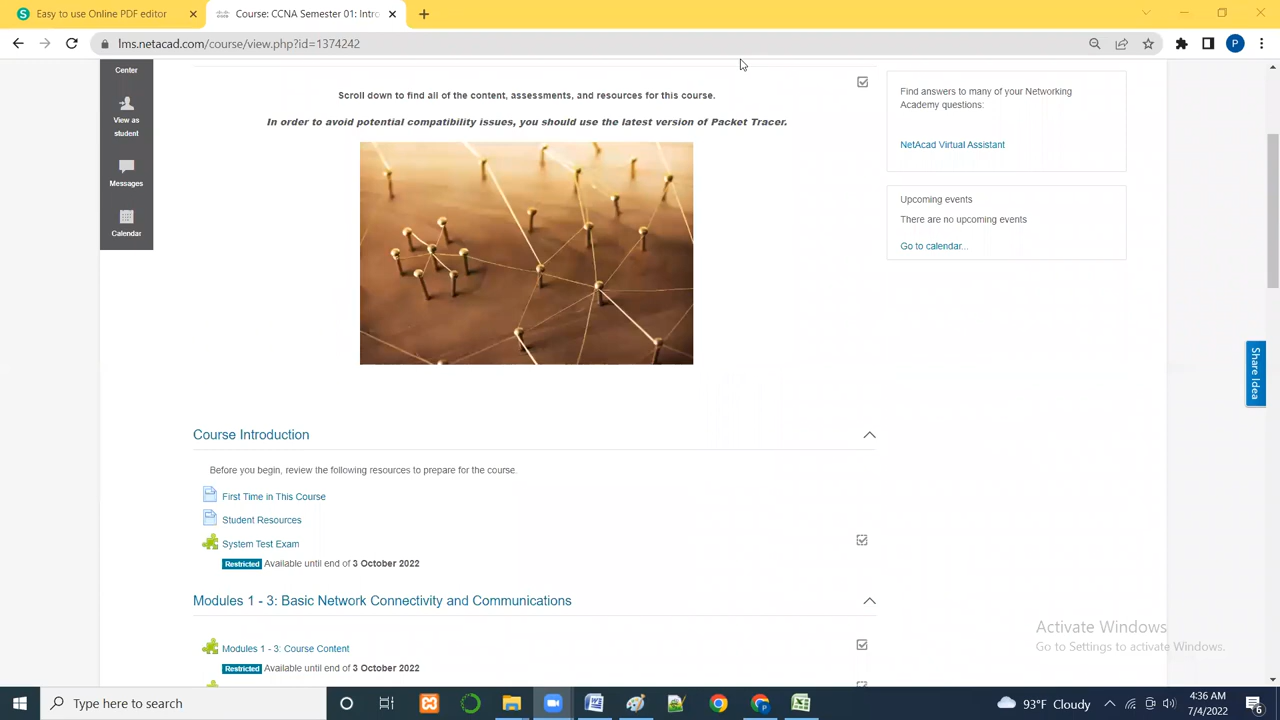 Easy to use Online PDF editor
Course: CCNA Semester 01: Intro
lms.netacad.com/course/view.php?id=1374242
P
Center
View as
student
Messages
Calendar
Scroll down to find all of the content, assessments, and resources for this course.
In order to avoid potential compatibility issues, you should use the latest version of Packet Tracer.
Find answers to many of your Networking
Academy questions:
NetAcad Virtual Assistant
Upcoming events
There are no upcoming events
Go to calendar...
Share Idea
Course Introduction
Before you begin, review the following resources to prepare for the course.
First Time in This Course
Student Resources
System Test Exam
Restricted Available until end of 3 October 2022
Modules 1 - 3: Basic Network Connectivity and Communications
Modules 1 - 3: Course Content
Restricted Available until end of 3 October 2022
Activate Windows
Go to Settings to activate Windows.
Type here to search
93°F Cloudy
4:36 AM
7/4/2022
6